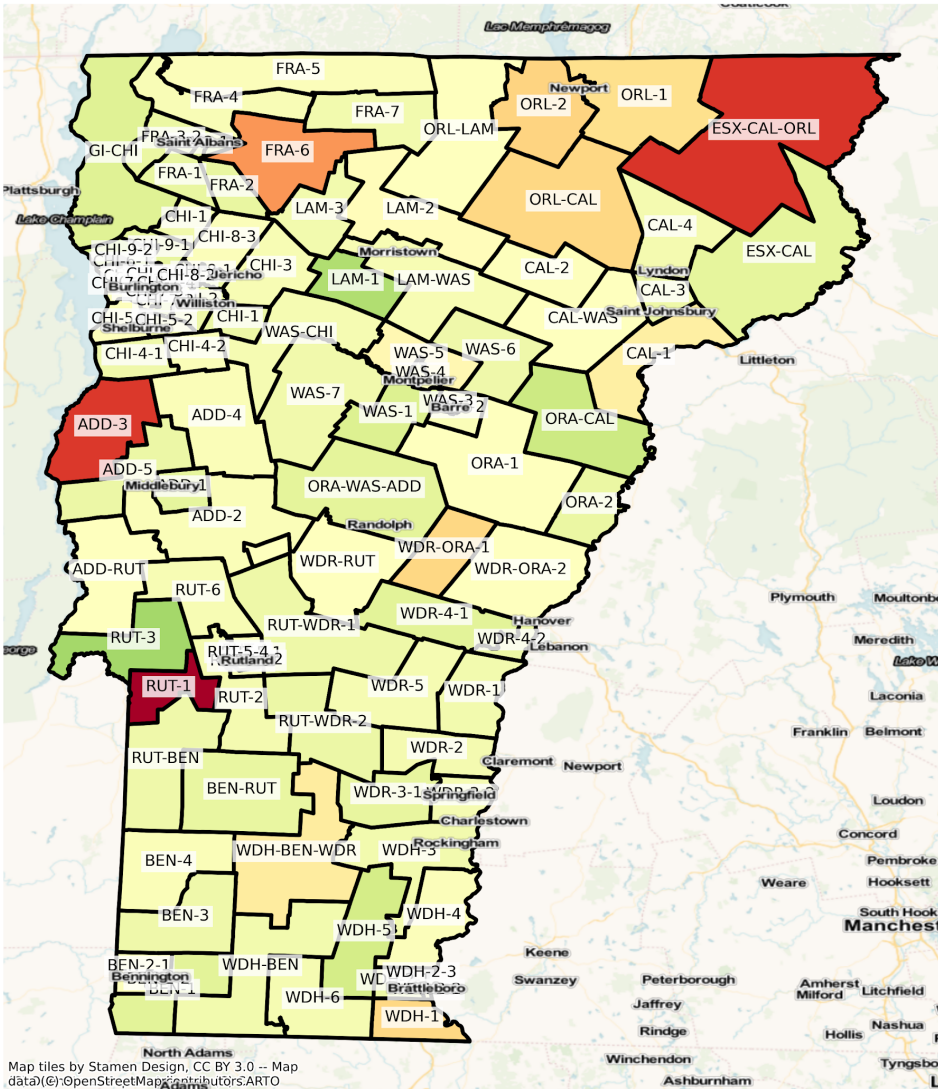 Lac Memphrémagog
FRA-5
Newport
FRA-4
ORL-1
ORL-2
FRA-7
ORL-LAM
ESX-CAL-ORL
Saint Albans
GI-CHI
FRA-6
FRA-1
FRA-2
Plattsburgh
ORL-CAL
LAM-3
LAM-2
CHI-1
Lake Champlain
CAL-4
CHI-8-3
CHI-9-2
Morristown
ESX-CAL
CHI-3
CAL-2
Lyndon
Jericho
CHI-8-2
LAM-1
LAM-WAS
Burlington
CAL-3
Williston
CHI-1
CAL-WAS
Saint Johnsbury
CHI-5-2
Shelburne
WAS-CHI
CHI-4-2
CHI-4-1
WAS-5
WAS-6
CAL-1
Littleton
WAS-4
Montpelier
WAS-7
WAS-3
Barre
WAS-1
ADD-4
ADD-3
ORA-CAL
ORA-1
ADD-5
Middlebury
ORA-WAS-ADD
ORA-2
ADD-2
Randolph
WDR-ORA-1
WDR-RUT
ADD-RUT
WDR-ORA-2
RUT-6
Plymouth
Moultonbo
WDR-4-1
Hanover
RUT-WDR-1
RUT-3
WDR-4-2
Meredith
Lebanon
RUT-5-4
Rutland
Lake W
RUT-1
WDR-5
WDR-1
RUT-2
Laconia
RUT-WDR-2
Franklin
Belmont
WDR-2
RUT-BEN
Claremont
Newport
BEN-RUT
WDR-3-1
Springfield
Loudon
Charlestown
Concord
Rockingham
WDH-BEN-WDR
WDH-3
BEN-4
Pembroke
Weare
Hooksett
BEN-3
WDH-4
South Hook
Manchest
WDH-5
Keene
BEN-2-1
WDH-BEN
WDH-2-3
Bennington
Swanzey
Peterborough
Amherst
Brattleboro
BEN-1
Milford
Litchfield
WDH-6
Jaffrey
WDH-1
Rindge
Nashua
Hollis
North Adams
Winchendon
Tyngsbo
Map tiles by Stamen Design, CC BY 3.0 -- Map
data (C) OpenStreetMap contributors
Adams
Ashburnham